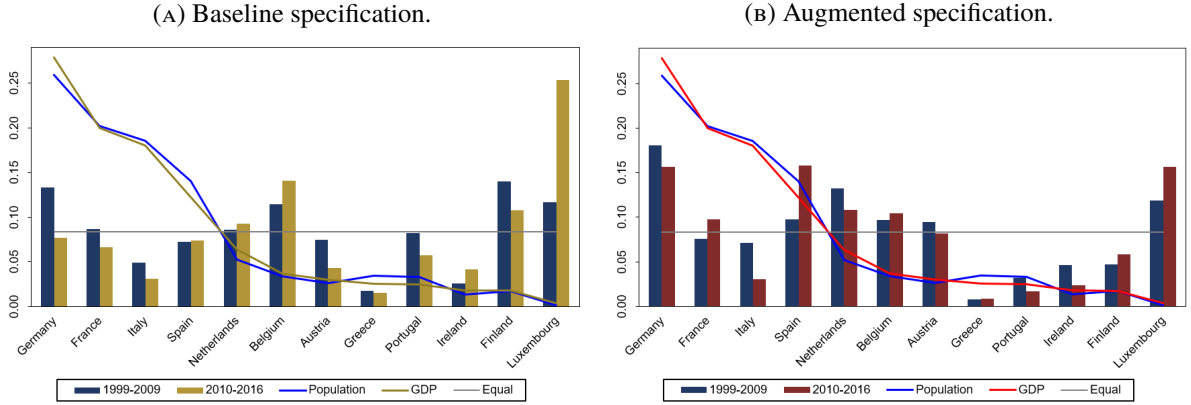 (A) Baseline specification.
0.25
0.20
0.15
0.10
0.05
0.00
Germany
France
Italy
Spain
Netherlands
Belgium
Austria
Greece
Portugal
Ireland
Finland
Luxembourg
1999-2009 2010-2016 Population GDP Equal
(B) Augmented specification.
0.25
0.20
0.15
0.10
0.05
0.00
Germany
France
Italy
Spain
Netherlands
Belgium
Austria
Greece
Portugal
Ireland
Finland
Luxembourg
1999-2009 2010-2016 Population GDP Equal